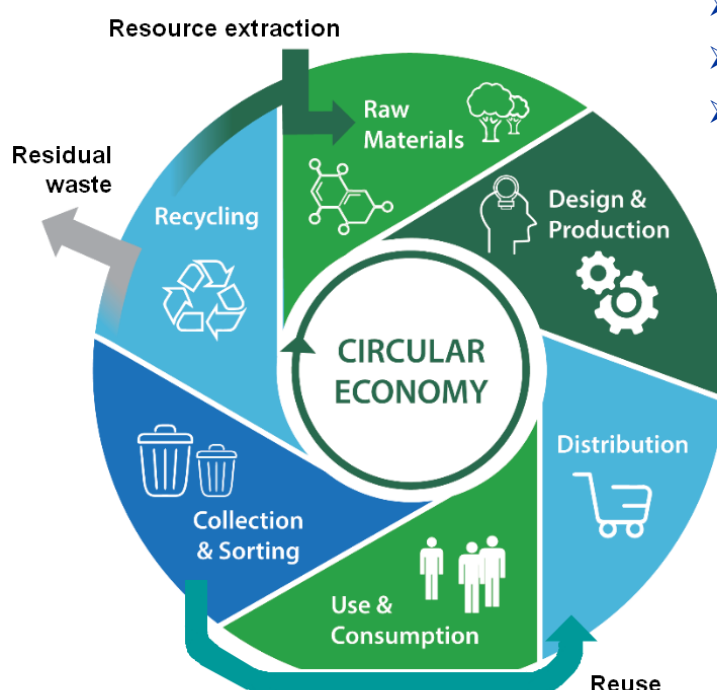 Resource extraction
Raw
Materials
Residual
waste
Recycling
Design &
Production
CIRCULAR
ECONOMY
Distribution
Collection
& Sorting
Use &
Consumption
Reuse